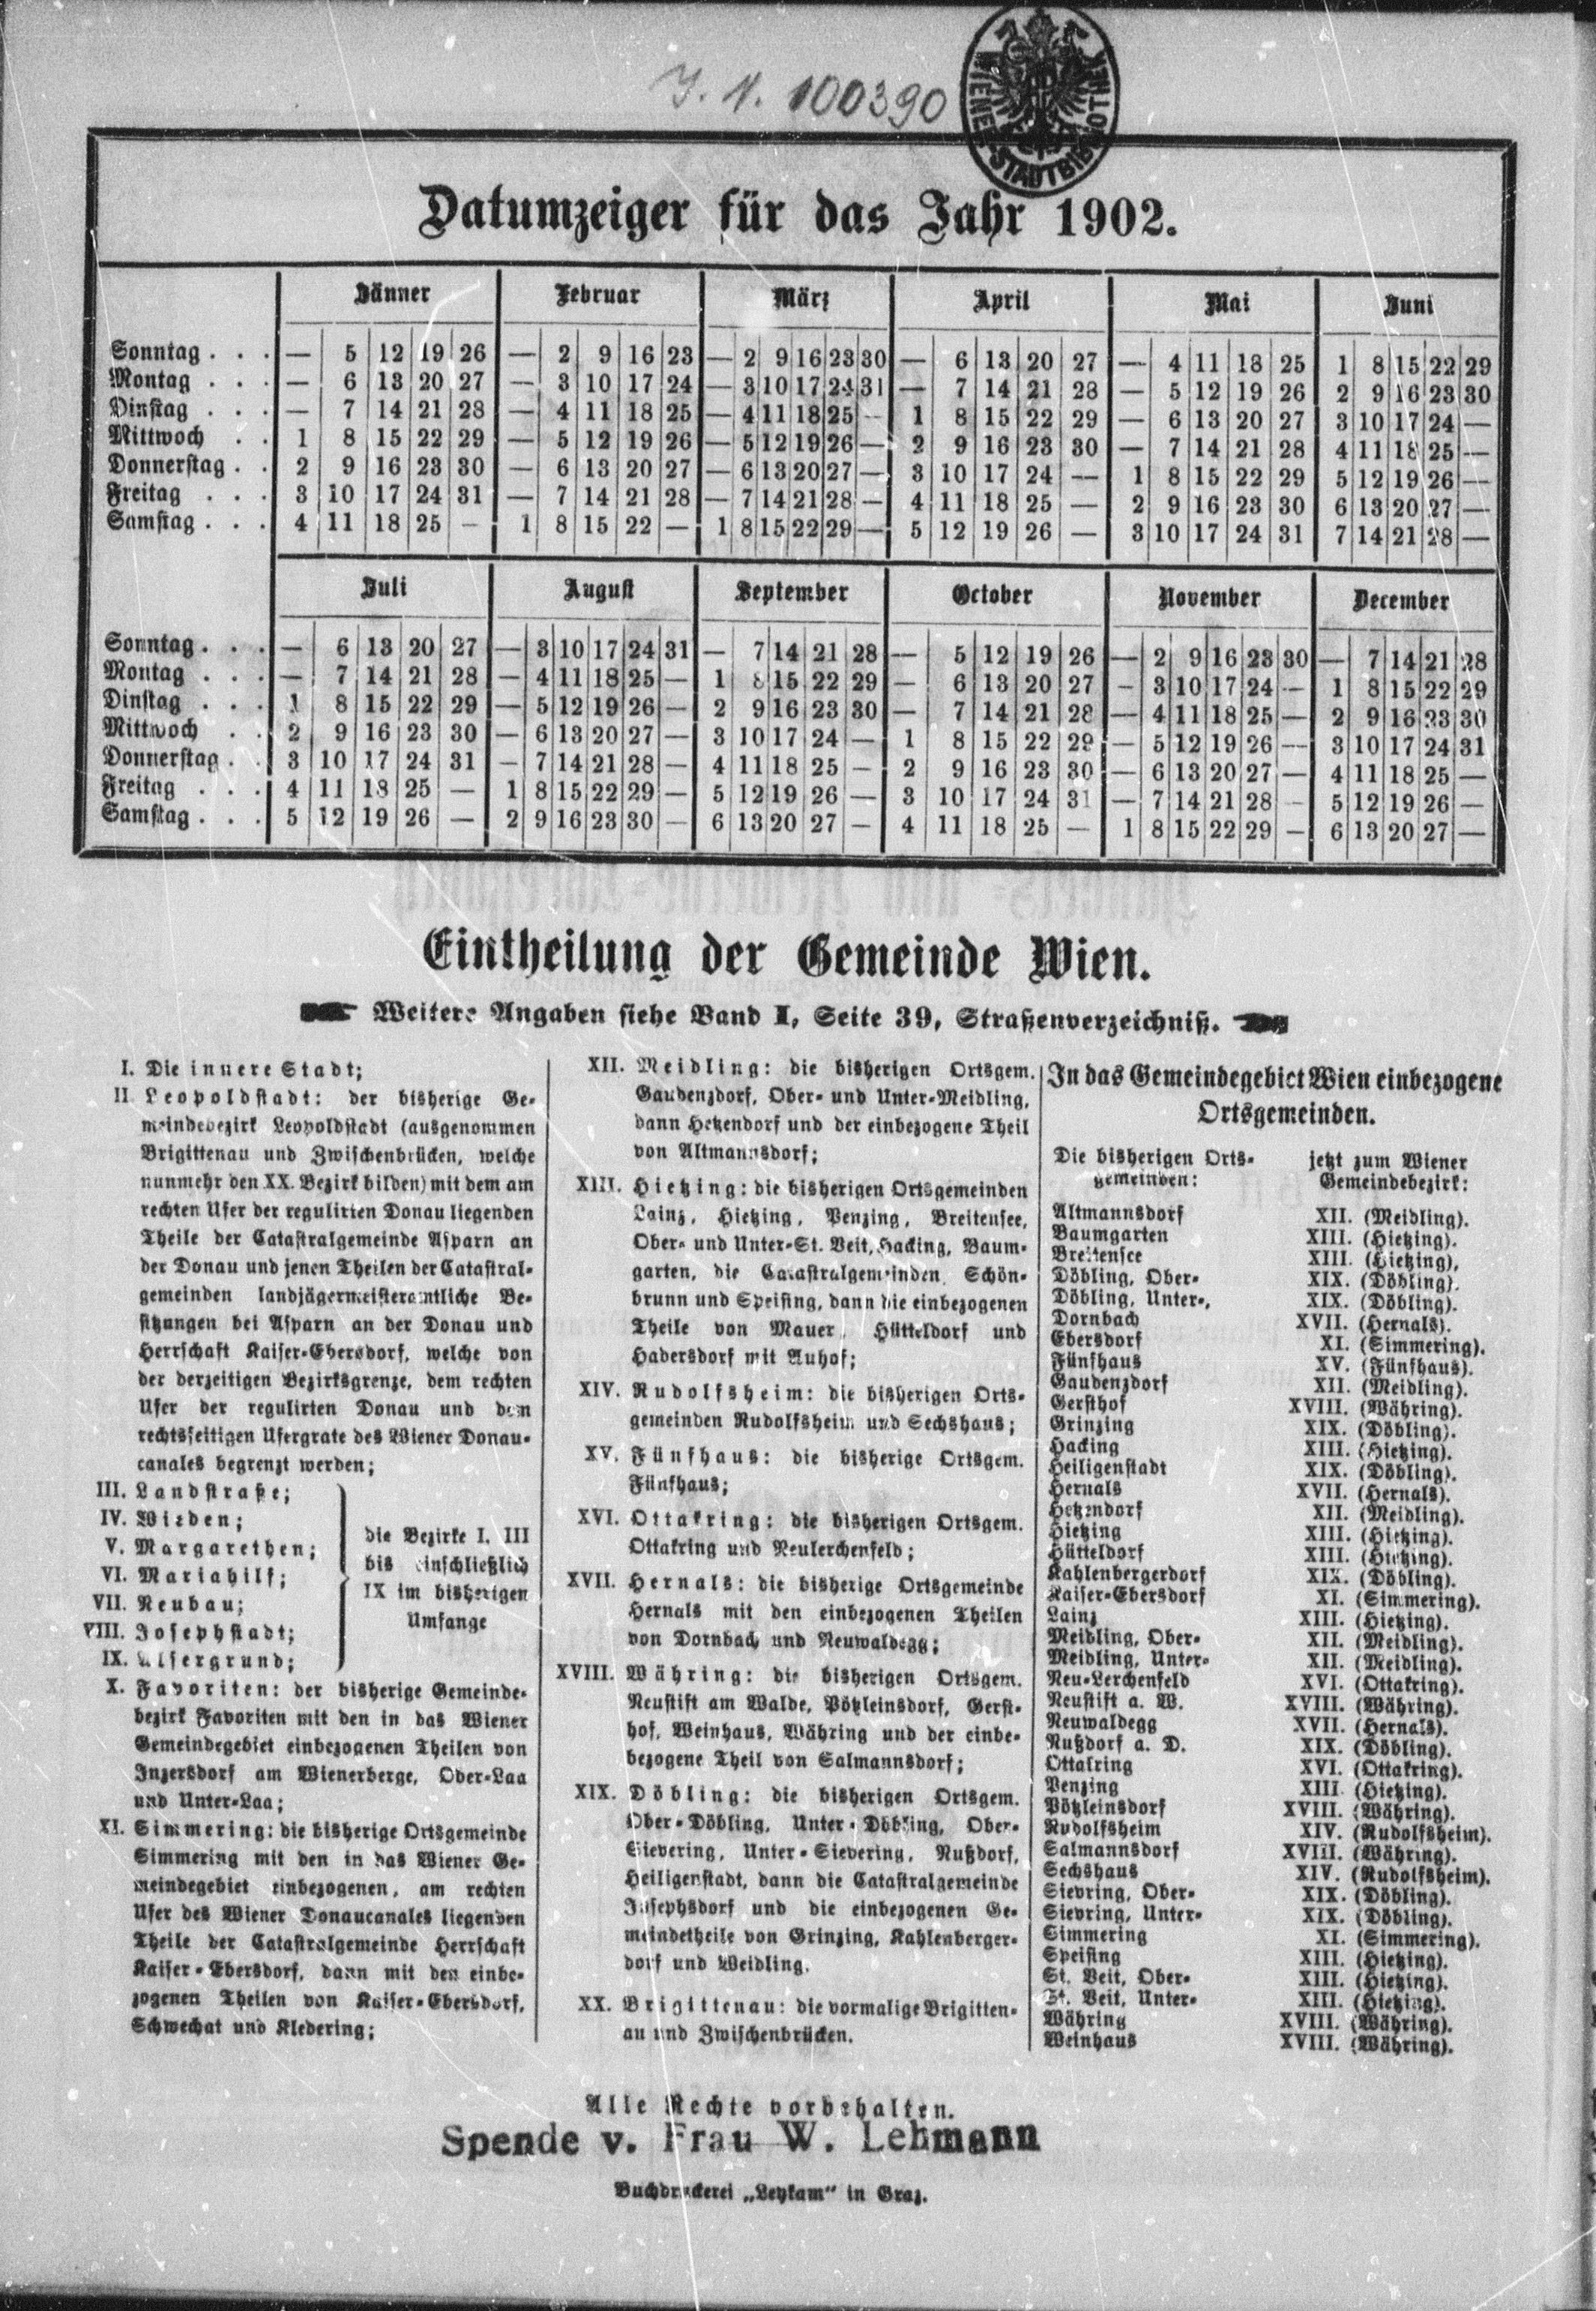 J. N. 100390
WIENER STADTBIBLIOTHEK
Datumzeiger für das Jahr 1902.
Jänner Februar März April Mai Juni
Sonntag . . . — 5 12 19 26 — 2 9 16 23 — 2 9 16 23 30 — 6 13 20 27 — 4 11 18 25 1 8 15 22 29
Montag . . . — 6 13 20 27 — 3 10 17 24 — 3 10 17 24 31 — 7 14 21 28 — 5 12 19 26 2 9 16 23 30
Dinstag . . . — 7 14 21 28 — 4 11 18 25 — 4 11 18 25 — 1 8 15 22 29 — 6 13 20 27 3 10 17 24 —
Mittwoch . . 1 8 15 22 29 — 5 12 19 26 — 5 12 19 26 — 2 9 16 23 30 — 7 14 21 28 4 11 18 25 —
Donnerstag . . 2 9 16 23 30 — 6 13 20 27 — 6 13 20 27 — 3 10 17 24 — 1 8 15 22 29 5 12 19 26 —
Freitag . . . 3 10 17 24 31 — 7 14 21 28 — 7 14 21 28 — 4 11 18 25 — 2 9 16 23 30 6 13 20 27 —
Samstag . . . 4 11 18 25 — 1 8 15 22 — 1 8 15 22 29 — 5 12 19 26 — 3 10 17 24 31 7 14 21 28 —
Juli August September October November December
Sonntag . . . — 6 13 20 27 — 3 10 17 24 31 — 7 14 21 28 — 5 12 19 26 — 2 9 16 23 30 — 7 14 21 28
Montag . . . — 7 14 21 28 — 4 11 18 25 — 1 8 15 22 29 — 6 13 20 27 — 3 10 17 24 — 1 8 15 22 29
Dinstag . . . 1 8 15 22 29 — 5 12 19 26 — 2 9 16 23 30 — 7 14 21 28 — 4 11 18 25 — 2 9 16 23 30
Mittwoch . . 2 9 16 23 30 — 6 13 20 27 — 3 10 17 24 — 1 8 15 22 29 — 5 12 19 26 — 3 10 17 24 31
Donnerstag . . 3 10 17 24 31 — 7 14 21 28 — 4 11 18 25 — 2 9 16 23 30 — 6 13 20 27 — 4 11 18 25 —
Freitag . . . 4 11 18 25 — 1 8 15 22 29 — 5 12 19 26 — 3 10 17 24 31 — 7 14 21 28 — 5 12 19 26 —
Samstag . . . 5 12 19 26 — 2 9 16 23 30 — 6 13 20 27 — 4 11 18 25 — 1 8 15 22 29 — 6 13 20 27 —
Eintheilung der Gemeinde Wien.
Weitere Angaben siehe Band I, Seite 39, Straßenverzeichniß.
I. Die innere Stadt;
II Leopoldstadt: der bisherige Ge-
meindebezirk Leopoldstadt (ausgenommen
Brigittenau und Zwischenbrücken, welche
nunmehr den XX. Bezirk bilden) mit dem am
rechten Ufer der regulirten Donau liegenden
Theile der Catastralgemeinde Asparn an
der Donau und jenen Theilen der Catastral-
gemeinden landjägermeisteramtliche Be-
sitzungen bei Asparn an der Donau und
Herrschaft Kaiser-Ebersdorf, welche von
der derzeitigen Bezirksgrenze, dem rechten
Ufer der regulirten Donau und dem
rechtsseitigen Ufergrate des Wiener Donau-
canales begrenzt werden;
III. Landstraße;
IV. Wieden;
V. Margarethen;
VI. Mariahilf;
VII. Neubau;
VIII. Josephstadt;
IX. Alsergrund;
die Bezirke I, III
bis einschließlich
IX im bisherigen
Umfange
X. Favoriten: der bisherige Gemeinde-
bezirk Favoriten mit den in das Wiener
Gemeindegebiet einbezogenen Theilen von
Inzersdorf am Wienerberge, Ober-Laa
und Unter-Laa;
XI. Simmering: die bisherige Ortsgemeinde
Simmering mit den in das Wiener Ge-
meindegebiet einbezogenen, am rechten
Ufer des Wiener Donaucanales liegenden
Theile der Catastralgemeinde Herrschaft
Kaiser-Ebersdorf, dann mit den einbe-
zogenen Theilen von Kaiser-Ebersdorf,
Schwechat und Kledering;
XII. Meidling: die bisherigen Ortsgem.
Gaudenzdorf, Ober- und Unter-Meidling,
dann Hetzendorf und der einbezogene Theil
von Altmannsdorf;
XIII. Hietzing: die bisherigen Ortsgemeinden
Lainz, Hietzing, Penzing, Breitensee,
Ober- und Unter-St. Veit, Hacking, Baum-
garten, die Catastralgemeinden Schön-
brunn und Speising, dann die einbezogenen
Theile von Mauer, Hütteldorf und
Hadersdorf mit Auhof;
XIV. Rudolfsheim: die bisherigen Orts-
gemeinden Rudolfsheim und Sechshaus;
XV. Fünfhaus: die bisherige Ortsgem.
Fünfhaus;
XVI. Ottakring: die bisherigen Ortsgem.
Ottakring und Neulerchenfeld;
XVII. Hernals: die bisherige Ortsgemeinde
Hernals mit den einbezogenen Theilen
von Dornbach und Neuwaldegg;
XVIII. Währing: die bisherigen Ortsgem.
Neustift am Walde, Pötzleinsdorf, Gerst-
hof, Weinhaus, Währing und der einbe-
bezogene Theil von Salmannsdorf;
XIX. Döbling: die bisherigen Ortsgem.
Ober-Döbling, Unter-Döbling, Ober-
Sievering, Unter-Sievering, Nußdorf,
Heiligenstadt, dann die Catastralgemeinde
Josephsdorf und die einbezogenen Ge-
meindetheile von Grinzing, Kahlenberger-
dorf und Weidling.
XX. Brigittenau: die vormalige Brigitten-
au und Zwischenbrücken.
In das Gemeindegebiet Wien einbezogene
Ortsgemeinden.
Die bisherigen Orts- jetzt zum Wiener
gemeinden: Gemeindebezirk:
Altmannsdorf XII. (Meidling).
Baumgarten XIII. (Hietzing).
Breitensee XIII. (Hietzing),
Döbling, Ober- XIX. (Döbling).
Döbling, Unter-, XIX. (Döbling).
Dornbach XVII. (Hernals).
Ebersdorf XI. (Simmering).
Fünfhaus XV. (Fünfhaus).
Gaudenzdorf XII. (Meidling).
Gersthof XVIII. (Währing).
Grinzing XIX. (Döbling).
Hacking XIII. (Hietzing).
Heiligenstadt XIX. (Döbling).
Hernals XVII. (Hernals).
Hetzendorf XII. (Meidling).
Hietzing XIII. (Hietzing).
Hütteldorf XIII. (Hietzing).
Kahlenbergerdorf XIX. (Döbling).
Kaiser-Ebersdorf XI. (Simmering).
Lainz XIII. (Hietzing).
Meidling, Ober- XII. (Meidling).
Meidling, Unter- XII. (Meidling).
Neu-Lerchenfeld XVI. (Ottakring).
Neustift a. W. XVIII. (Währing).
Neuwaldegg XVII. (Hernals).
Nußdorf a. D. XIX. (Döbling).
Ottakring XVI. (Ottakring).
Penzing XIII. (Hietzing).
Pötzleinsdorf XVIII. (Währing).
Rudolfsheim XIV. (Rudolfsheim).
Salmannsdorf XVIII. (Währing).
Sechshaus XIV. (Rudolfsheim).
Sievring, Ober- XIX. (Döbling).
Sievring, Unter- XIX. (Döbling).
Simmering XI. (Simmering).
Speising XIII. (Hietzing).
St. Veit, Ober- XIII. (Hietzing).
St. Veit, Unter- XIII. (Hietzing).
Währing XVIII. (Währing).
Weinhaus XVIII. (Währing).
Alle Rechte vorbehalten.
Spende v. Frau W. Lehmann
Buchdruckerei „Leykam“ in Graz.